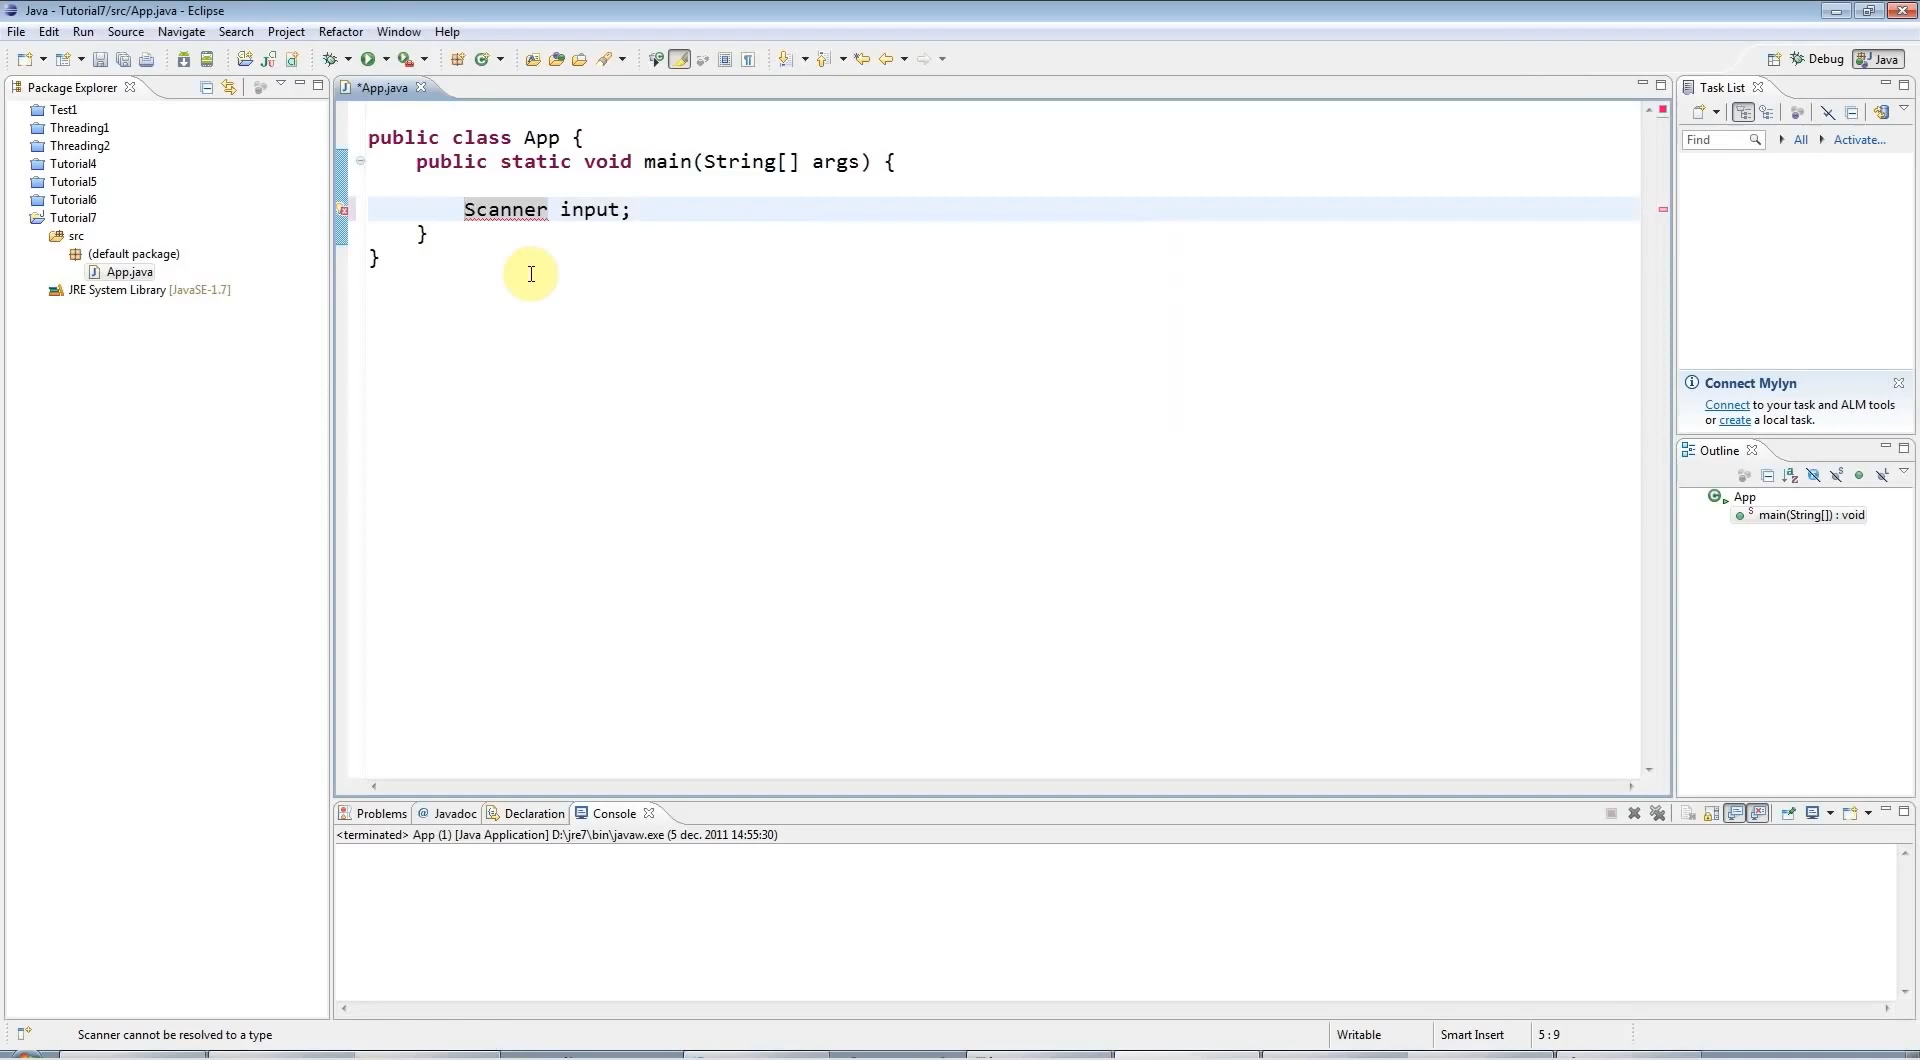 Java - Tutorial7/src/App.java - Eclipse
File Edit Run Source Navigate Search Project Refactor Window Help
Debug Java
Package Explorer
Test1
Threading1
Threading2
Tutorial4
Tutorial5
Tutorial6
Tutorial7
src
(default package)
App.java
JRE System Library [JavaSE-1.7]
*App.java
public class App {
public static void main(String[] args) {
Scanner input;
}
}
Task List
Find All Activate...
Connect Mylyn
Connect to your task and ALM tools
or create a local task.
Outline
App
main(String[]) : void
Problems @ Javadoc Declaration Console
<terminated> App (1) [Java Application] D:\jre7\bin\javaw.exe (5 dec. 2011 14:55:30)
Scanner cannot be resolved to a type Writable Smart Insert 5 : 9